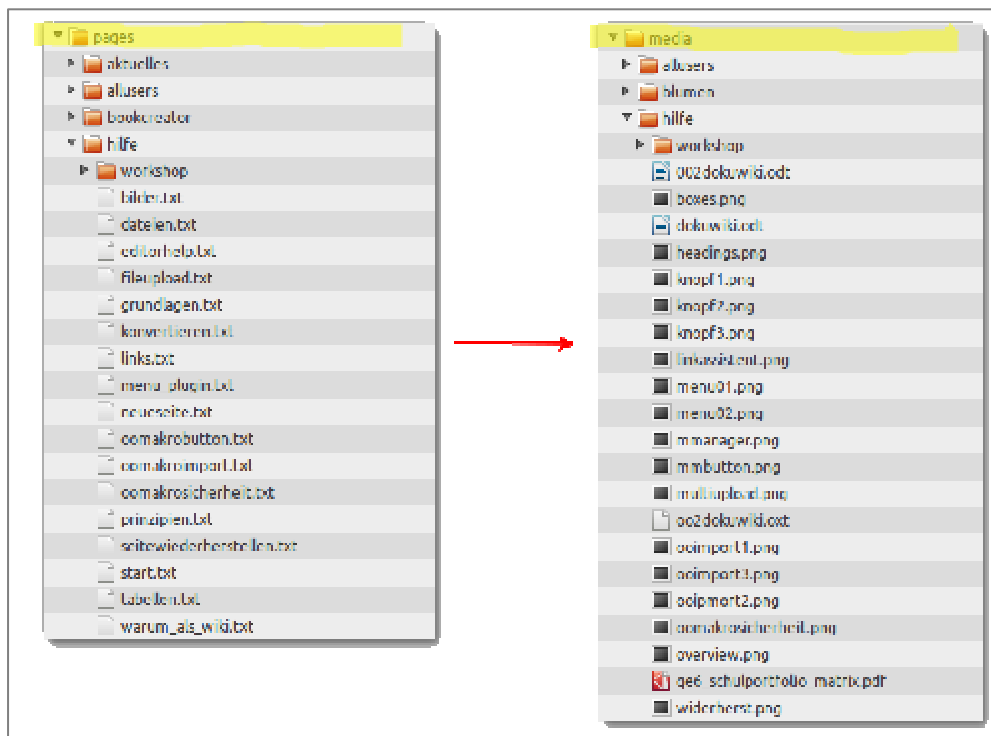 pages
aktuelles
allusers
bookcreator
hilfe
workshop
bilder.txt
dateien.txt
editorhelp.txt
fileupload.txt
grundlagen.txt
konvertieren.txt
links.txt
menu_plugin.txt
neueseite.txt
oomakrobutton.txt
oomakroimport.txt
oomakrosicherheit.txt
prinzipien.txt
seitewiederherstellen.txt
start.txt
tabellen.txt
warum_als_wiki.txt
media
allusers
blumen
hilfe
workshop
002dokuwiki.odt
boxes.png
dokuwiki.odt
headings.png
knopf1.png
knopf2.png
knopf3.png
linkassistent.png
menu01.png
menu02.png
mmanager.png
mmbutton.png
multiupload.png
oo2dokuwiki.oxt
ooimport1.png
ooimport3.png
ooipmort2.png
oomakrosicherheit.png
overview.png
qe6_schulportfolio_matrix.pdf
widerherst.png